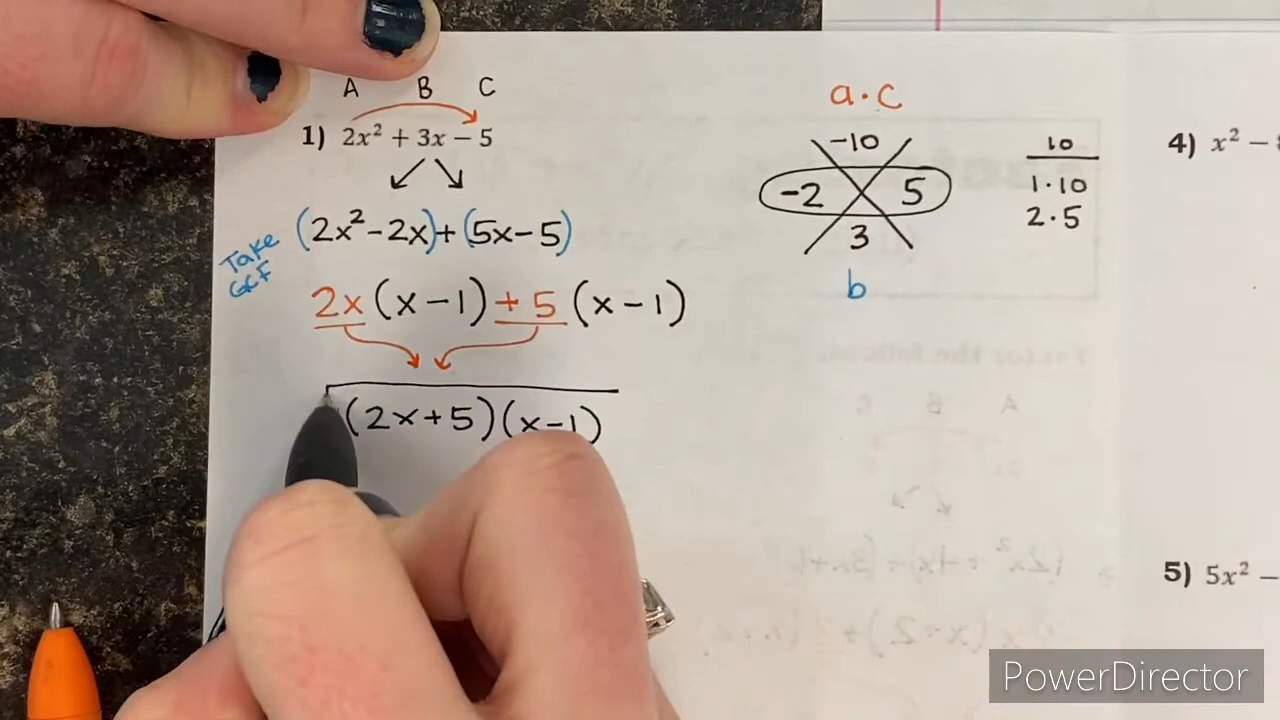 A B C
1) 2x² + 3x − 5
(2x² − 2x) + (5x − 5)
Take
GCF
2x (x − 1) + 5 (x − 1)
(2x + 5)(x − 1)
a · c
−10
−2 5
3
b
10
1 · 10
2 · 5
4) x² −
5) 5x² −
PowerDirector